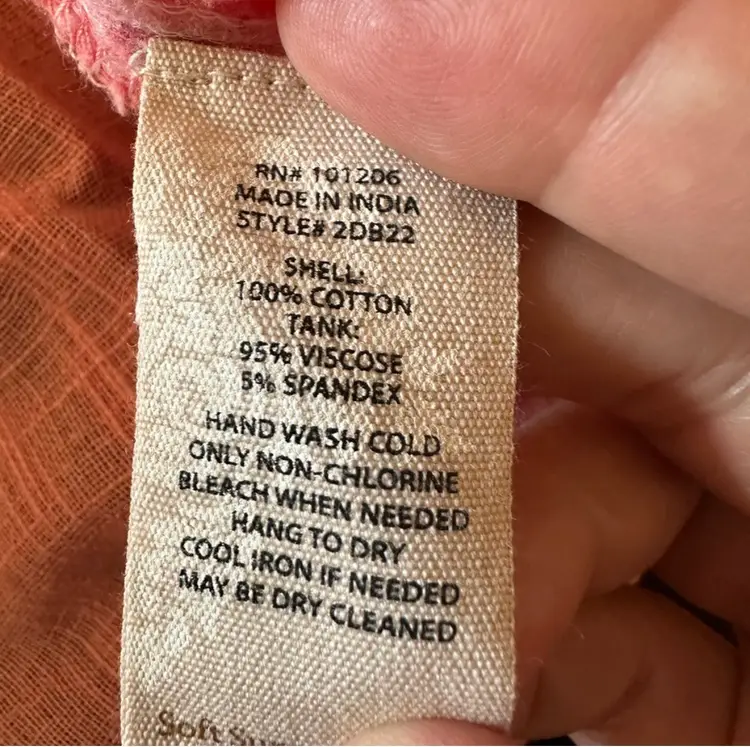 RN# 101206
MADE IN INDIA
STYLE# 2DB22
SHELL:
100% COTTON
TANK:
95% VISCOSE
5% SPANDEX
HAND WASH COLD
ONLY NON-CHLORINE
BLEACH WHEN NEEDED
HANG TO DRY
COOL IRON IF NEEDED
MAY BE DRY CLEANED
Soft